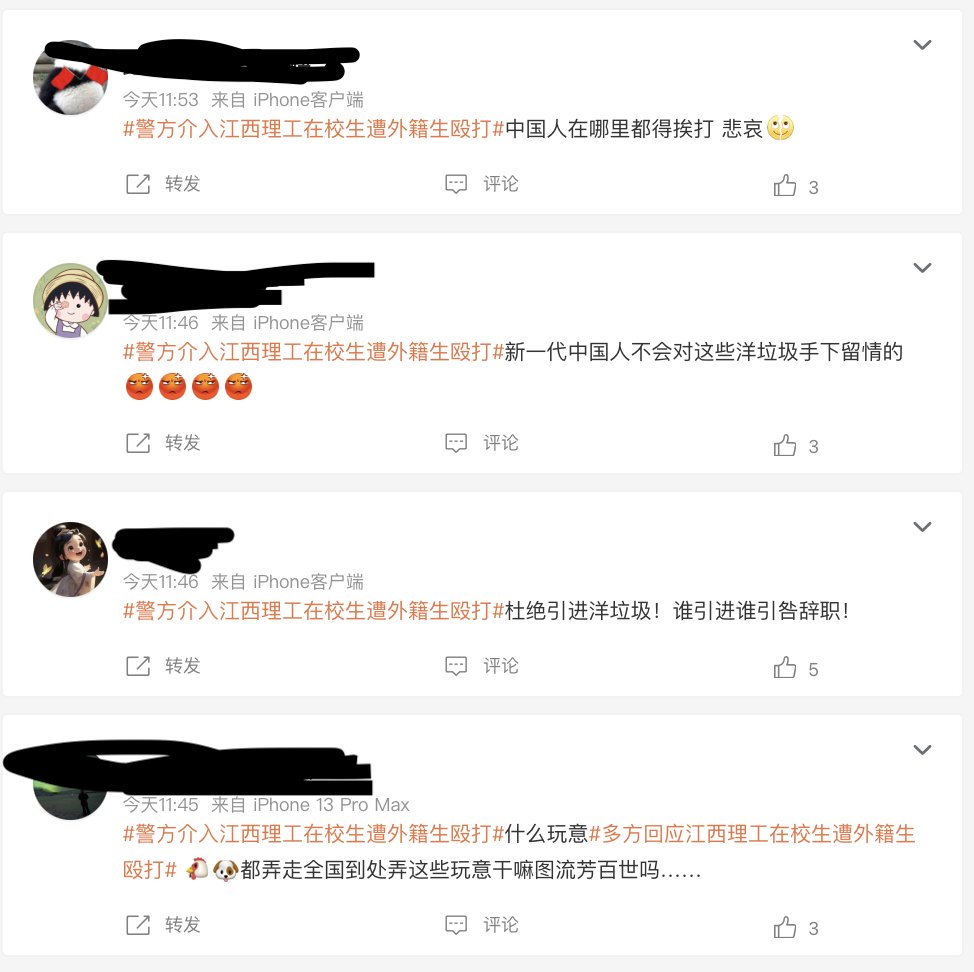 今天11:53 来自 iPhone客户端
#警方介入江西理工在校生遭外籍生殴打#中国人在哪里都得挨打 悲哀
转发 评论 3
今天11:46 来自 iPhone客户端
#警方介入江西理工在校生遭外籍生殴打#新一代中国人不会对这些洋垃圾手下留情的
转发 评论 3
今天11:46 来自 iPhone客户端
#警方介入江西理工在校生遭外籍生殴打#杜绝引进洋垃圾！谁引进谁引咎辞职！
转发 评论 5
今天11:45 来自 iPhone 13 Pro Max
#警方介入江西理工在校生遭外籍生殴打#什么玩意#多方回应江西理工在校生遭外籍生
殴打# 🐔🐶都弄走全国到处弄这些玩意干嘛图流芳百世吗……
转发 评论 3